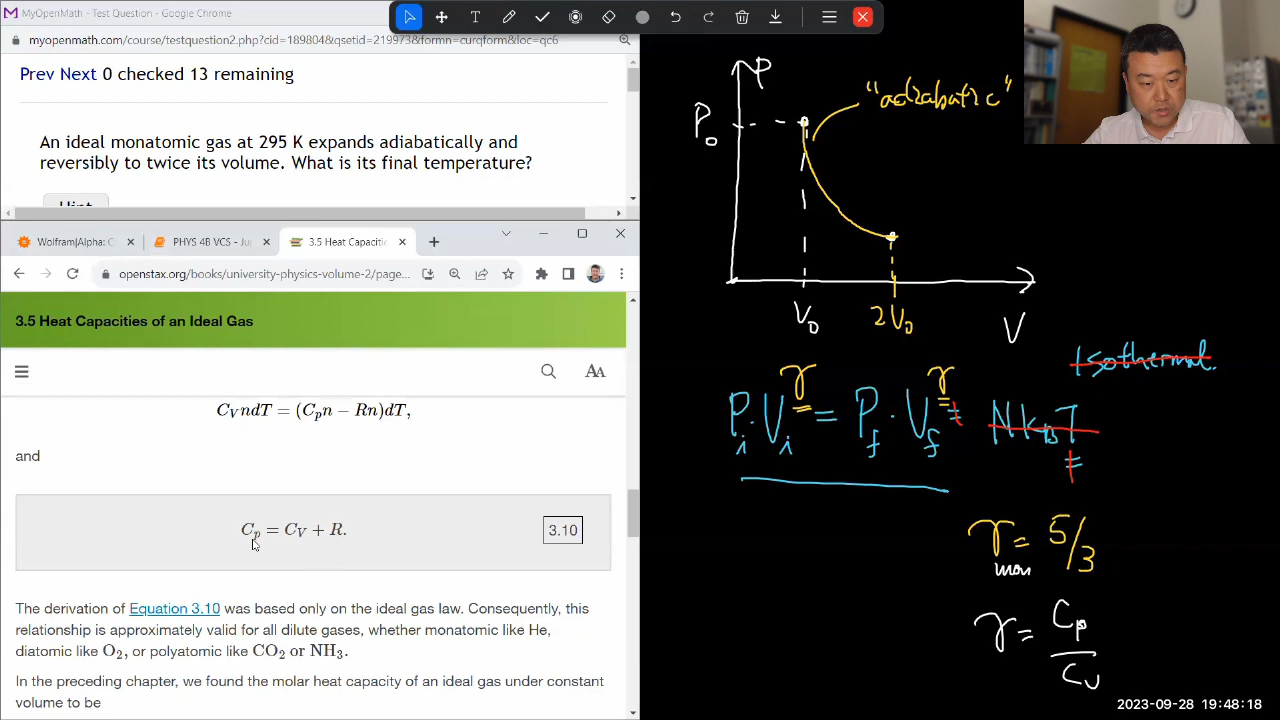 MyOpenMath - Test Question - Google Chrome
myopenmath.com/course/testquestion2.php?cid=189804&qsetid=219973&formn=curqform&loc=qc6
Prev Next 0 checked 13 remaining
An ideal monatomic gas at 295 K expands adiabatically and
reversibly to twice its volume. What is its final temperature?
Hint
Wolfram|Alpha: C
PHYS 4B VCS - Ju
3.5 Heat Capacitie
openstax.org/books/university-physics-volume-2/page...
3.5 Heat Capacities of an Ideal Gas
AA
C_V ndT = (C_p n − Rn)dT,
and
C_p = C_V + R.
3.10
The derivation of Equation 3.10 was based only on the ideal gas law. Consequently, this
relationship is approximately valid for all dilute gases, whether monatomic like He,
diatomic like O₂, or polyatomic like CO₂ or NH₃.
In the preceding chapter, we found the molar heat capacity of an ideal gas under constant
volume to be
T
P
"adiabatic"
P₀
V₀
2V₀
V
Isothermal.
P_i · V_i^γ = P_f · V_f^γ = N k_B T
γ_mon = 5/3
γ = C_p / C_v
2023-09-28 19:48:18